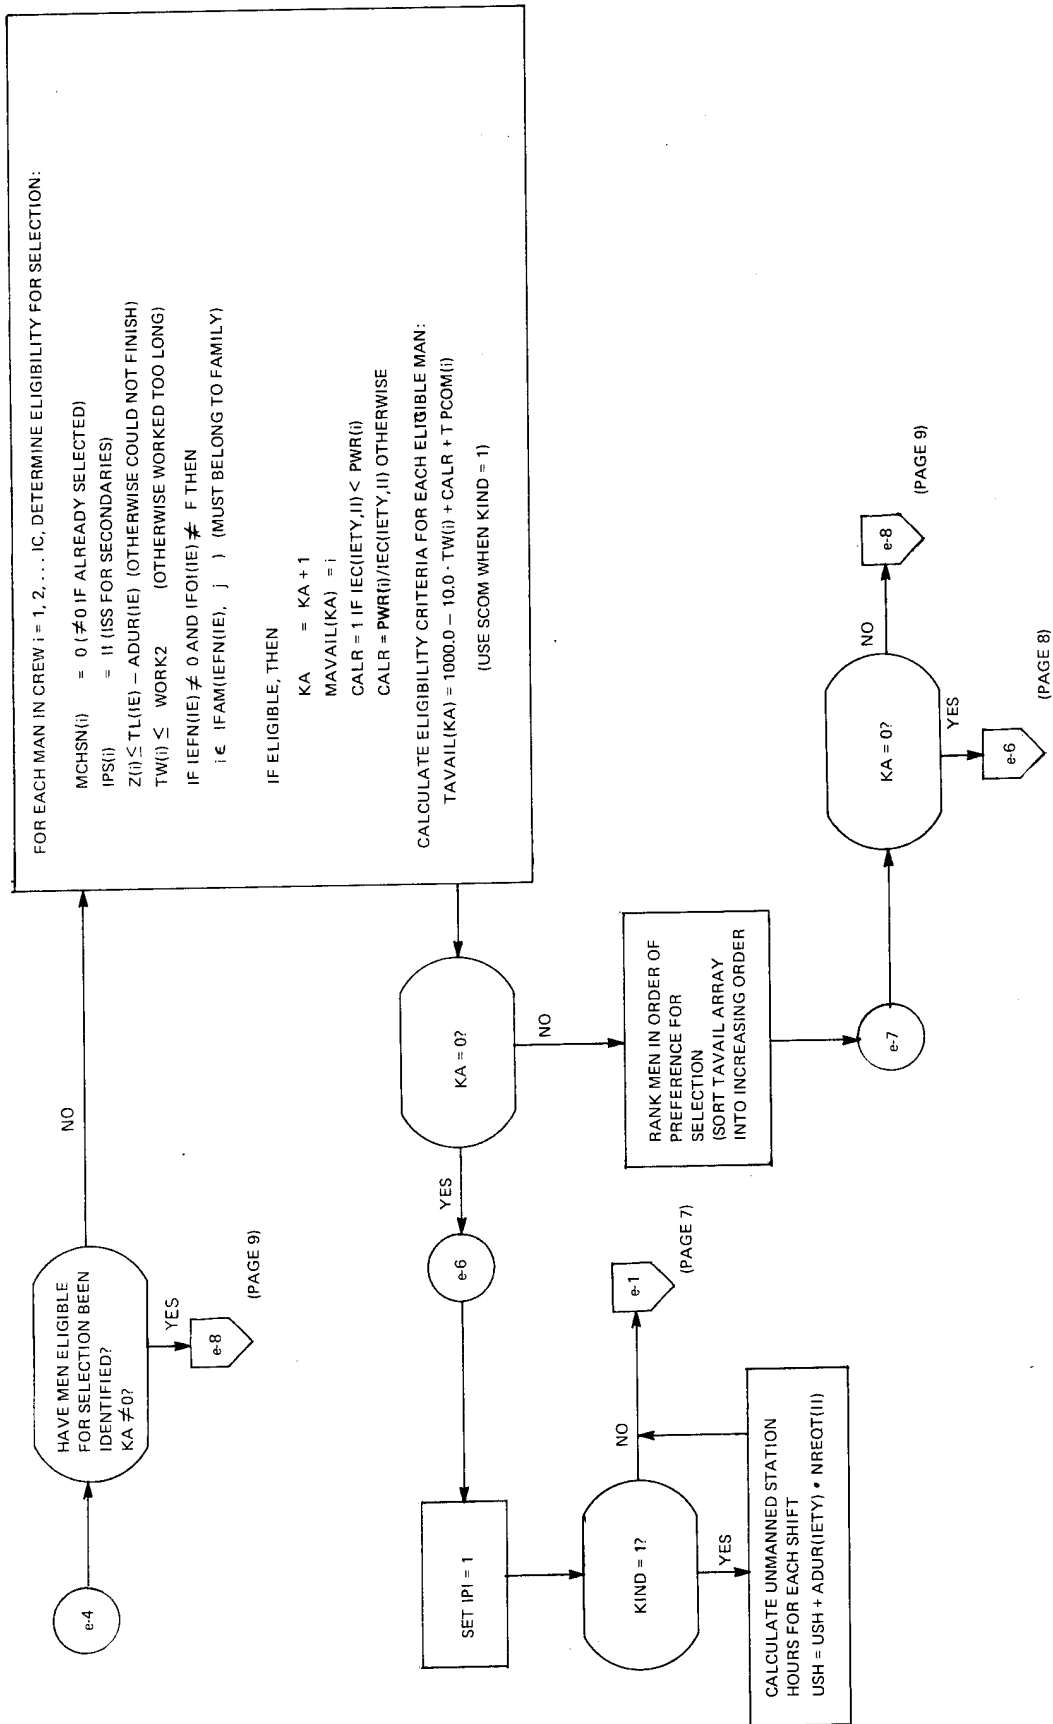 e-4
HAVE MEN ELIGIBLE
FOR SELECTION BEEN
IDENTIFIED?
KA ≠ 0?
YES
e-8
(PAGE 9)
NO
FOR EACH MAN IN CREW i = 1, 2, . . . IC, DETERMINE ELIGIBILITY FOR SELECTION:
MCHSN(i) = 0 (≠ 0 IF ALREADY SELECTED)
IPS(i) = II (ISS FOR SECONDARIES)
Z(i) ≤ TL(IE) – ADUR(IE) (OTHERWISE COULD NOT FINISH)
TW(i) ≤ WORK2 (OTHERWISE WORKED TOO LONG)
IF IEFN(IE) ≠ 0 AND IFOI(IE) ≠ F THEN
i ∈ IFAM(IEFN(IE), j ) (MUST BELONG TO FAMILY)
IF ELIGIBLE, THEN
KA = KA + 1
MAVAIL(KA) = i
CALR = 1 IF IEC(IETY,II) < PWR(i)
CALR = PWR(i)/IEC(IETY,II) OTHERWISE
CALCULATE ELIGIBILITY CRITERIA FOR EACH ELIGIBLE MAN:
TAVAIL(KA) = 1000.0 – 10.0 · TW(i) + CALR + T PCOM(i)
(USE SCOM WHEN KIND = 1)
KA = 0?
YES
e-6
NO
SET IPI = 1
KIND = 1?
NO
e-1
(PAGE 7)
YES
CALCULATE UNMANNED STATION
HOURS FOR EACH SHIFT
USH = USH + ADUR(IETY) • NREQT(II)
RANK MEN IN ORDER OF
PREFERENCE FOR
SELECTION
(SORT TAVAIL ARRAY
INTO INCREASING ORDER
e-7
KA = 0?
NO
e-8
(PAGE 9)
YES
e-6
(PAGE 8)